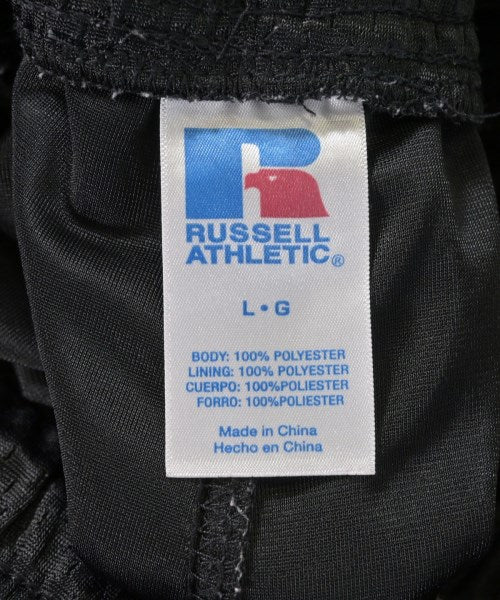 RUSSELL
ATHLETIC®
L • G
BODY: 100% POLYESTER
LINING: 100% POLYESTER
CUERPO: 100%POLIESTER
FORRO: 100%POLIESTER
Made in China
Hecho en China